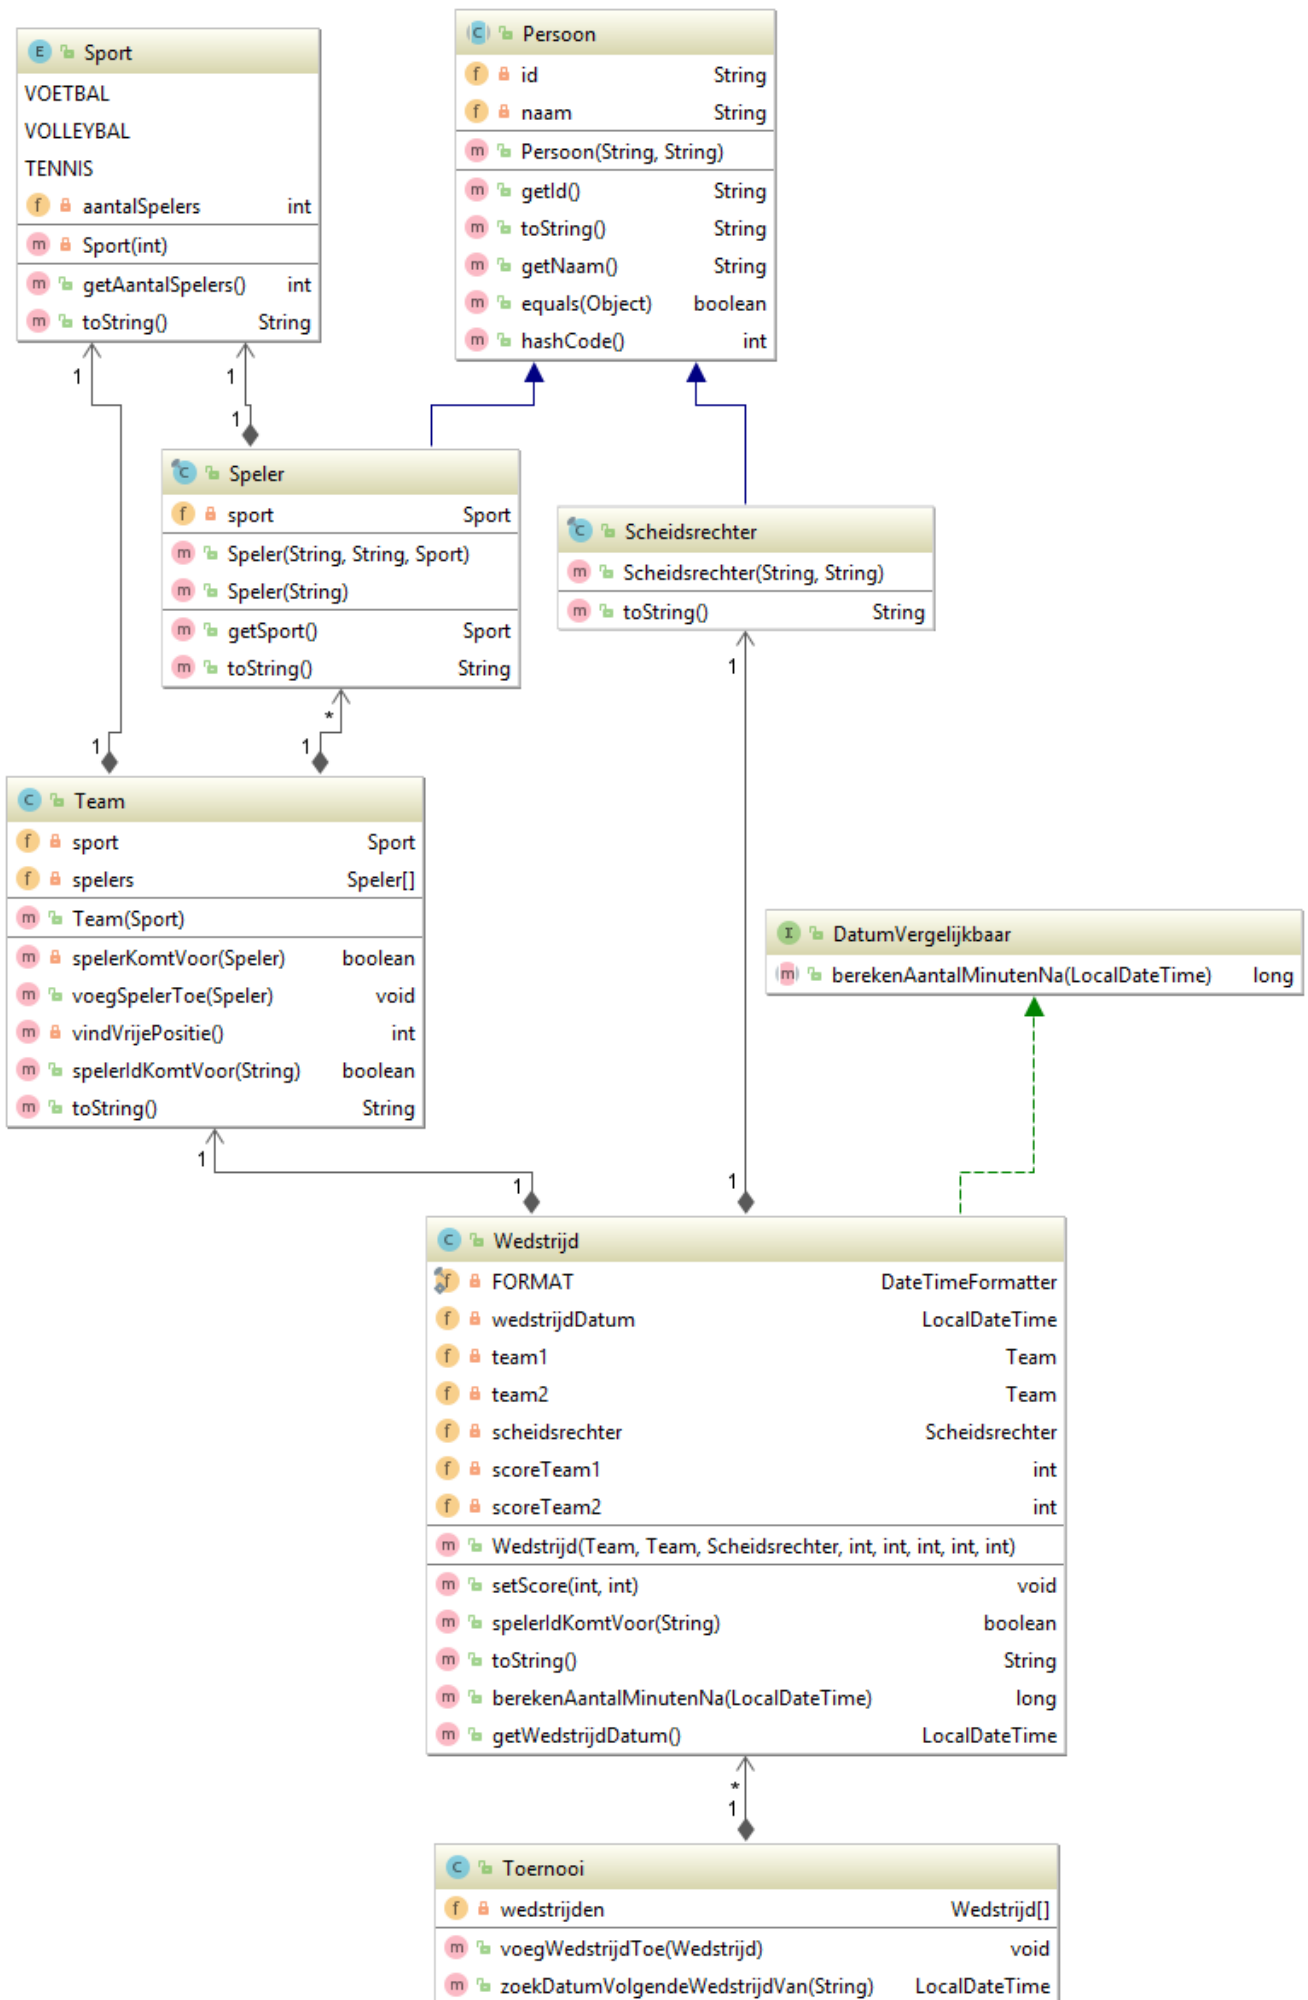 E Sport
VOETBAL
VOLLEYBAL
TENNIS
f aantalSpelers int
m Sport(int)
m getAantalSpelers() int
m toString() String
C Persoon
f id String
f naam String
m Persoon(String, String)
m getId() String
m toString() String
m getNaam() String
m equals(Object) boolean
m hashCode() int
1
1
1
C Speler
f sport Sport
m Speler(String, String, Sport)
m Speler(String)
m getSport() Sport
m toString() String
C Scheidsrechter
m Scheidsrechter(String, String)
m toString() String
1
*
1
1
C Team
f sport Sport
f spelers Speler[]
m Team(Sport)
m spelerKomtVoor(Speler) boolean
m voegSpelerToe(Speler) void
m vindVrijePositie() int
m spelerIdKomtVoor(String) boolean
m toString() String
I DatumVergelijkbaar
m berekenAantalMinutenNa(LocalDateTime) long
1
1
1
C Wedstrijd
f FORMAT DateTimeFormatter
f wedstrijdDatum LocalDateTime
f team1 Team
f team2 Team
f scheidsrechter Scheidsrechter
f scoreTeam1 int
f scoreTeam2 int
m Wedstrijd(Team, Team, Scheidsrechter, int, int, int, int, int)
m setScore(int, int) void
m spelerIdKomtVoor(String) boolean
m toString() String
m berekenAantalMinutenNa(LocalDateTime) long
m getWedstrijdDatum() LocalDateTime
*
1
C Toernooi
f wedstrijden Wedstrijd[]
m voegWedstrijdToe(Wedstrijd) void
m zoekDatumVolgendeWedstrijdVan(String) LocalDateTime